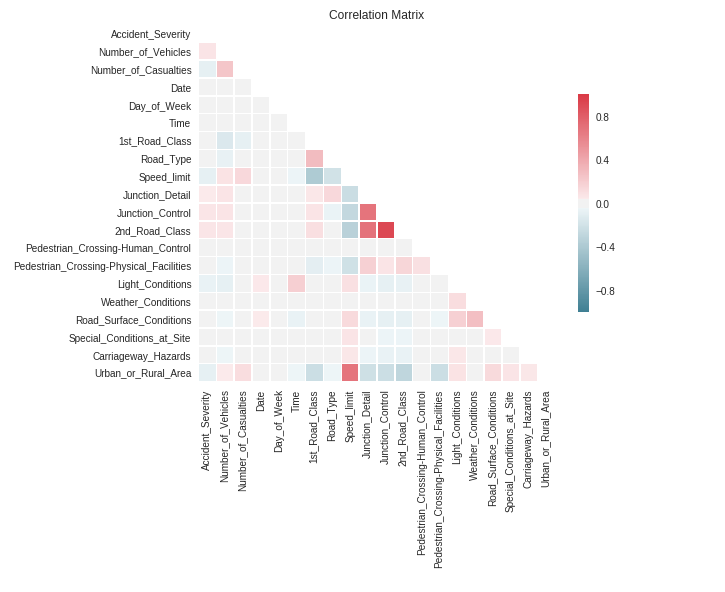 Correlation Matrix
Accident_Severity
Number_of_Vehicles
Number_of_Casualties
Date
Day_of_Week
Time
1st_Road_Class
Road_Type
Speed_limit
Junction_Detail
Junction_Control
2nd_Road_Class
Pedestrian_Crossing-Human_Control
Pedestrian_Crossing-Physical_Facilities
Light_Conditions
Weather_Conditions
Road_Surface_Conditions
Special_Conditions_at_Site
Carriageway_Hazards
Urban_or_Rural_Area
Accident_Severity
Number_of_Vehicles
Number_of_Casualties
Date
Day_of_Week
Time
1st_Road_Class
Road_Type
Speed_limit
Junction_Detail
Junction_Control
2nd_Road_Class
Pedestrian_Crossing-Human_Control
Pedestrian_Crossing-Physical_Facilities
Light_Conditions
Weather_Conditions
Road_Surface_Conditions
Special_Conditions_at_Site
Carriageway_Hazards
Urban_or_Rural_Area
0.8
0.4
0.0
−0.4
−0.8